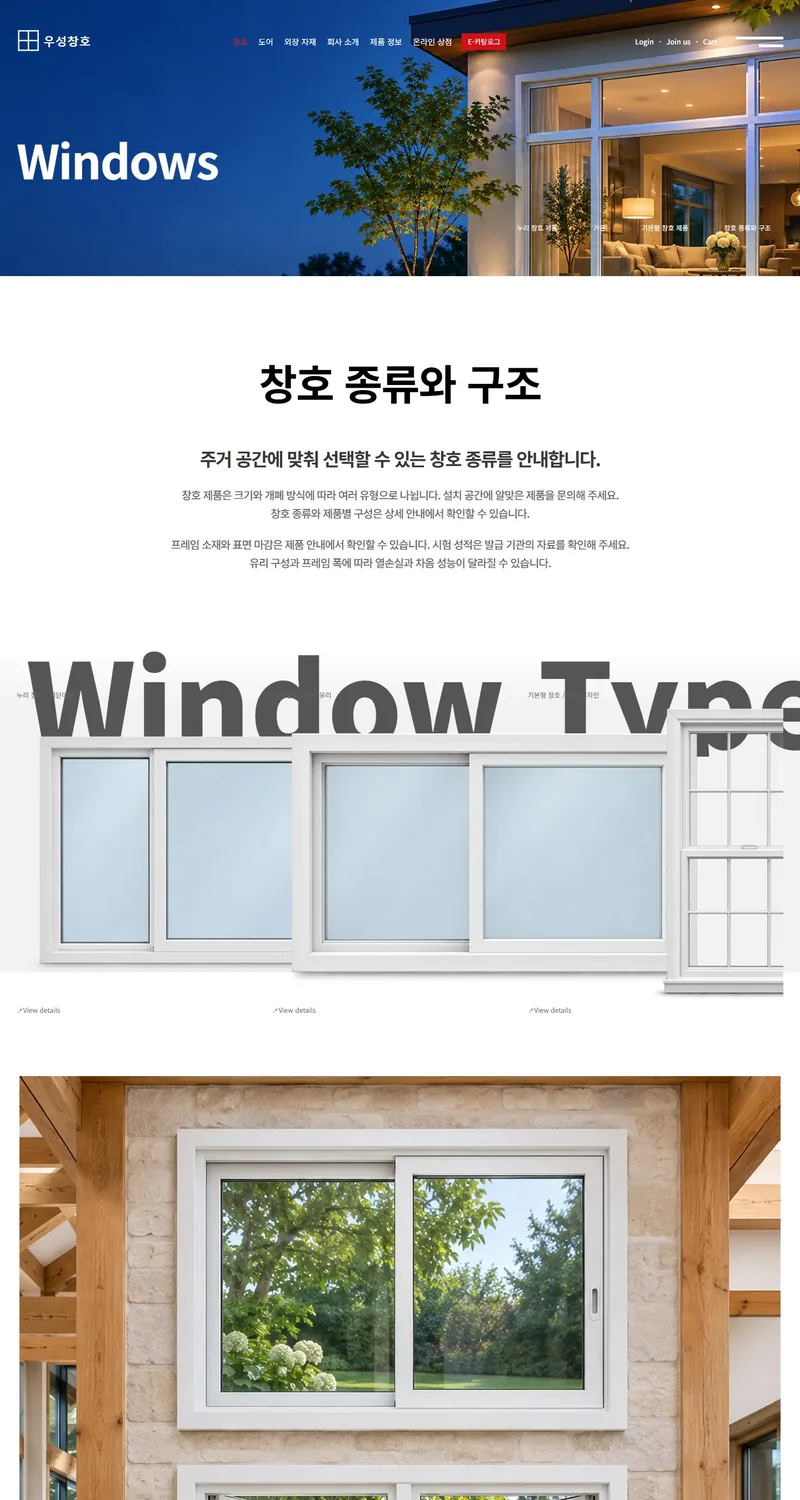 우성창호
창호 도어 외장 자재 회사 소개 제품 정보 온라인 상점 E-카탈로그
Login · Join us · Cart
Windows
누리 창호 제품 기본형 창호 제품 창호 종류와 구조
창호 종류와 구조
주거 공간에 맞춰 선택할 수 있는 창호 종류를 안내합니다.
창호 제품은 크기와 개폐 방식에 따라 여러 유형으로 나뉩니다. 설치 공간에 알맞은 제품을 문의해 주세요.
창호 종류와 제품별 구성은 상세 안내에서 확인할 수 있습니다.
프레임 소재와 표면 마감은 제품 안내에서 확인할 수 있습니다. 시험 성적은 발급 기관의 자료를 확인해 주세요.
유리 구성과 프레임 폭에 따라 열손실과 차음 성능이 달라질 수 있습니다.
Window Type
누리 유리 기본형 창호 /
↗View details ↗View details ↗View details